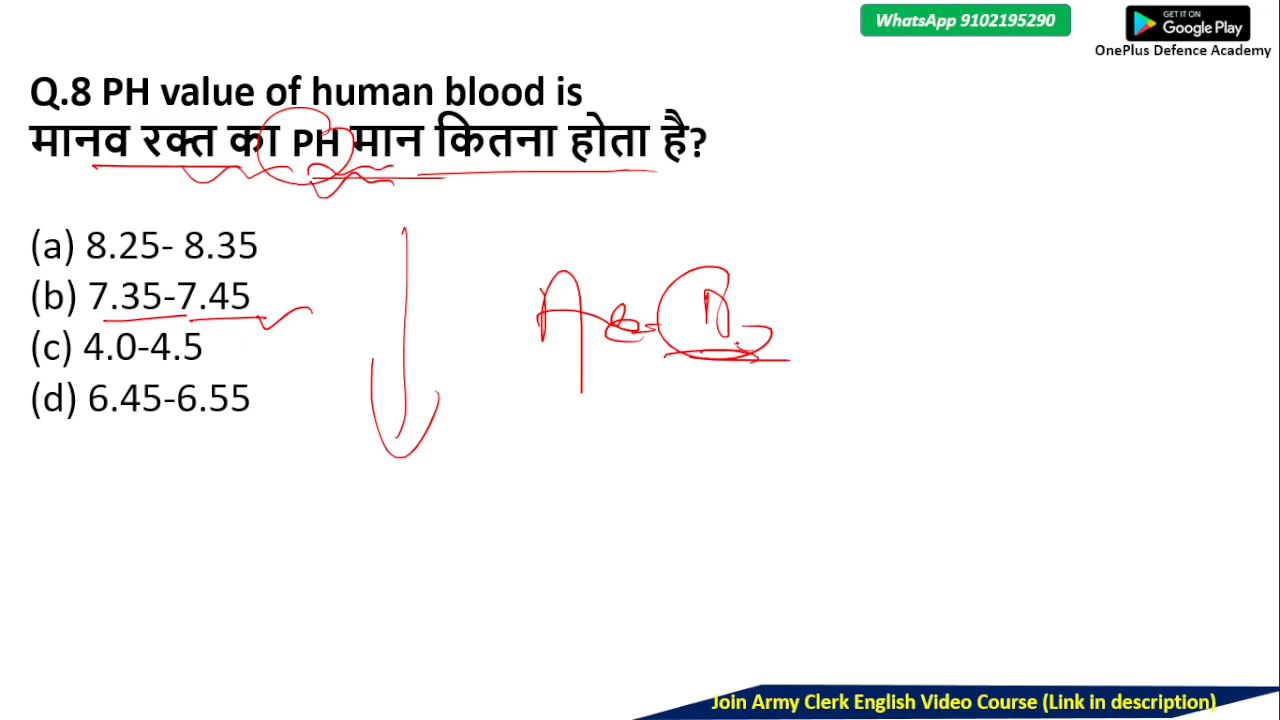 WhatsApp 9102195290
GET IT ON
Google Play
OnePlus Defence Academy
Q.8 PH value of human blood is
मानव रक्त का PH मान कितना होता है?
(a) 8.25- 8.35
(b) 7.35-7.45
(c) 4.0-4.5
(d) 6.45-6.55
Join Army Clerk English Video Course (Link in description)